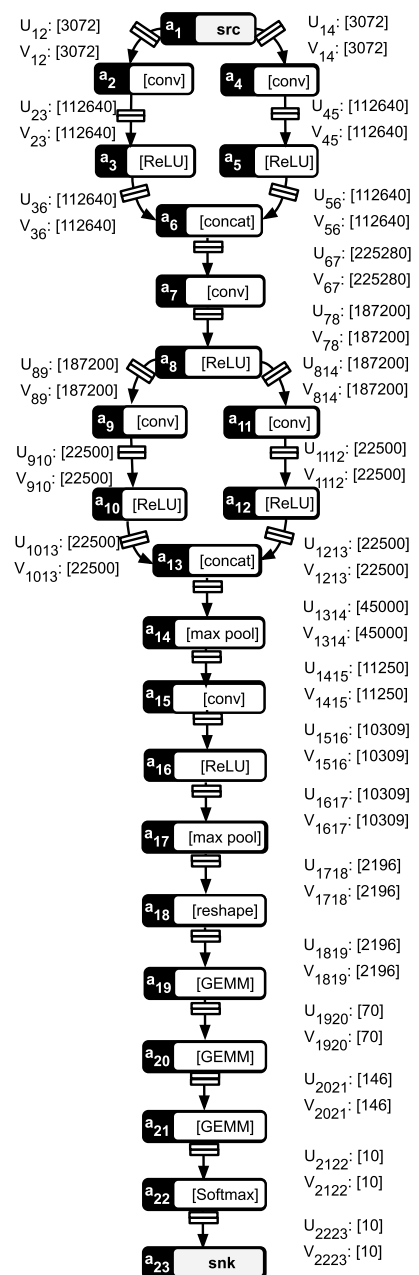 U12: [3072]
V12: [3072]
a1 src
U14: [3072]
V14: [3072]
a2 [conv]
a4 [conv]
U23: [112640]
V23: [112640]
U45: [112640]
V45: [112640]
a3 [ReLU]
a5 [ReLU]
U36: [112640]
V36: [112640]
U56: [112640]
V56: [112640]
a6 [concat]
U67: [225280]
V67: [225280]
a7 [conv]
U78: [187200]
V78: [187200]
a8 [ReLU]
U89: [187200]
V89: [187200]
U814: [187200]
V814: [187200]
a9 [conv]
a11 [conv]
U910: [22500]
V910: [22500]
U1112: [22500]
V1112: [22500]
a10 [ReLU]
a12 [ReLU]
U1013: [22500]
V1013: [22500]
U1213: [22500]
V1213: [22500]
a13 [concat]
U1314: [45000]
V1314: [45000]
a14 [max pool]
U1415: [11250]
V1415: [11250]
a15 [conv]
U1516: [10309]
V1516: [10309]
a16 [ReLU]
U1617: [10309]
V1617: [10309]
a17 [max pool]
U1718: [2196]
V1718: [2196]
a18 [reshape]
U1819: [2196]
V1819: [2196]
a19 [GEMM]
U1920: [70]
V1920: [70]
a20 [GEMM]
U2021: [146]
V2021: [146]
a21 [GEMM]
U2122: [10]
V2122: [10]
a22 [Softmax]
U2223: [10]
V2223: [10]
a23 snk